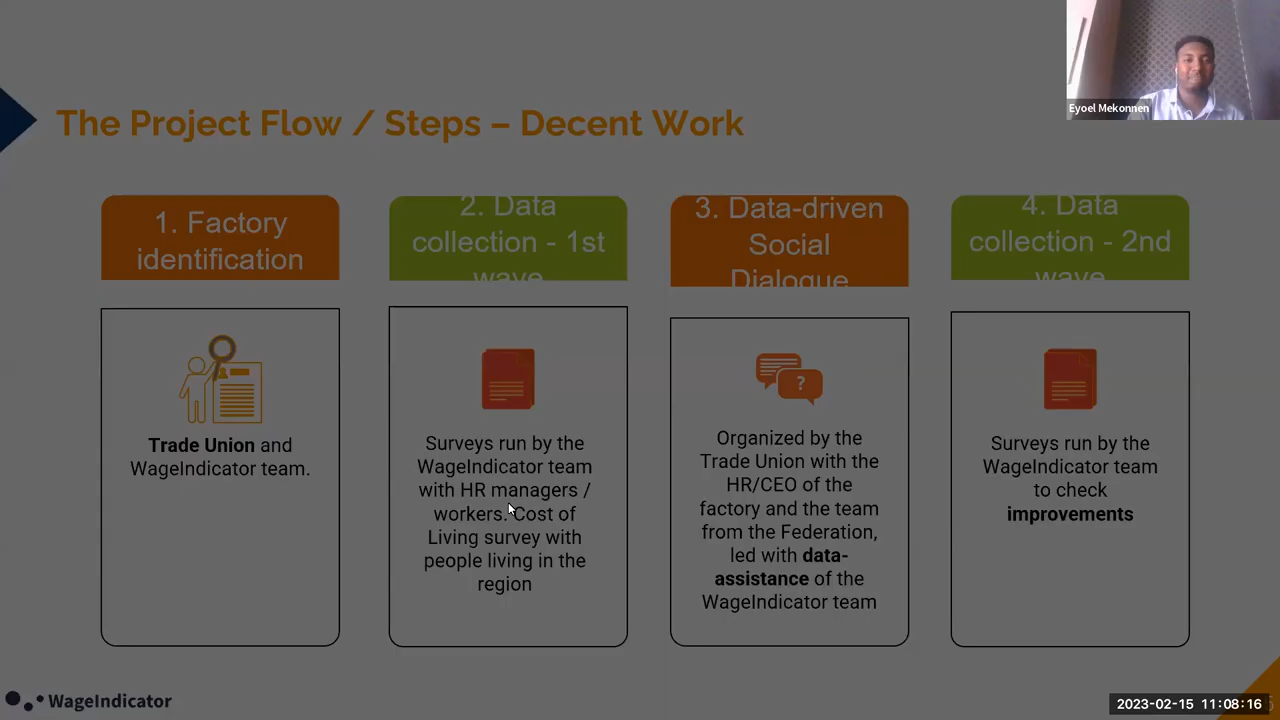 Eyoel Mekonnen
The Project Flow / Steps – Decent Work
1. Factory
identification
2. Data
collection - 1st
wave
3. Data-driven
Social
Dialogue
4. Data
collection - 2nd
wave
Trade Union and
WageIndicator team.
Surveys run by the
WageIndicator team
with HR managers /
workers. Cost of
Living survey with
people living in the
region
?
Organized by the
Trade Union with the
HR/CEO of the
factory and the team
from the Federation,
led with data-
assistance of the
WageIndicator team
Surveys run by the
WageIndicator team
to check
improvements
WageIndicator
2023-02-15 11:08:16